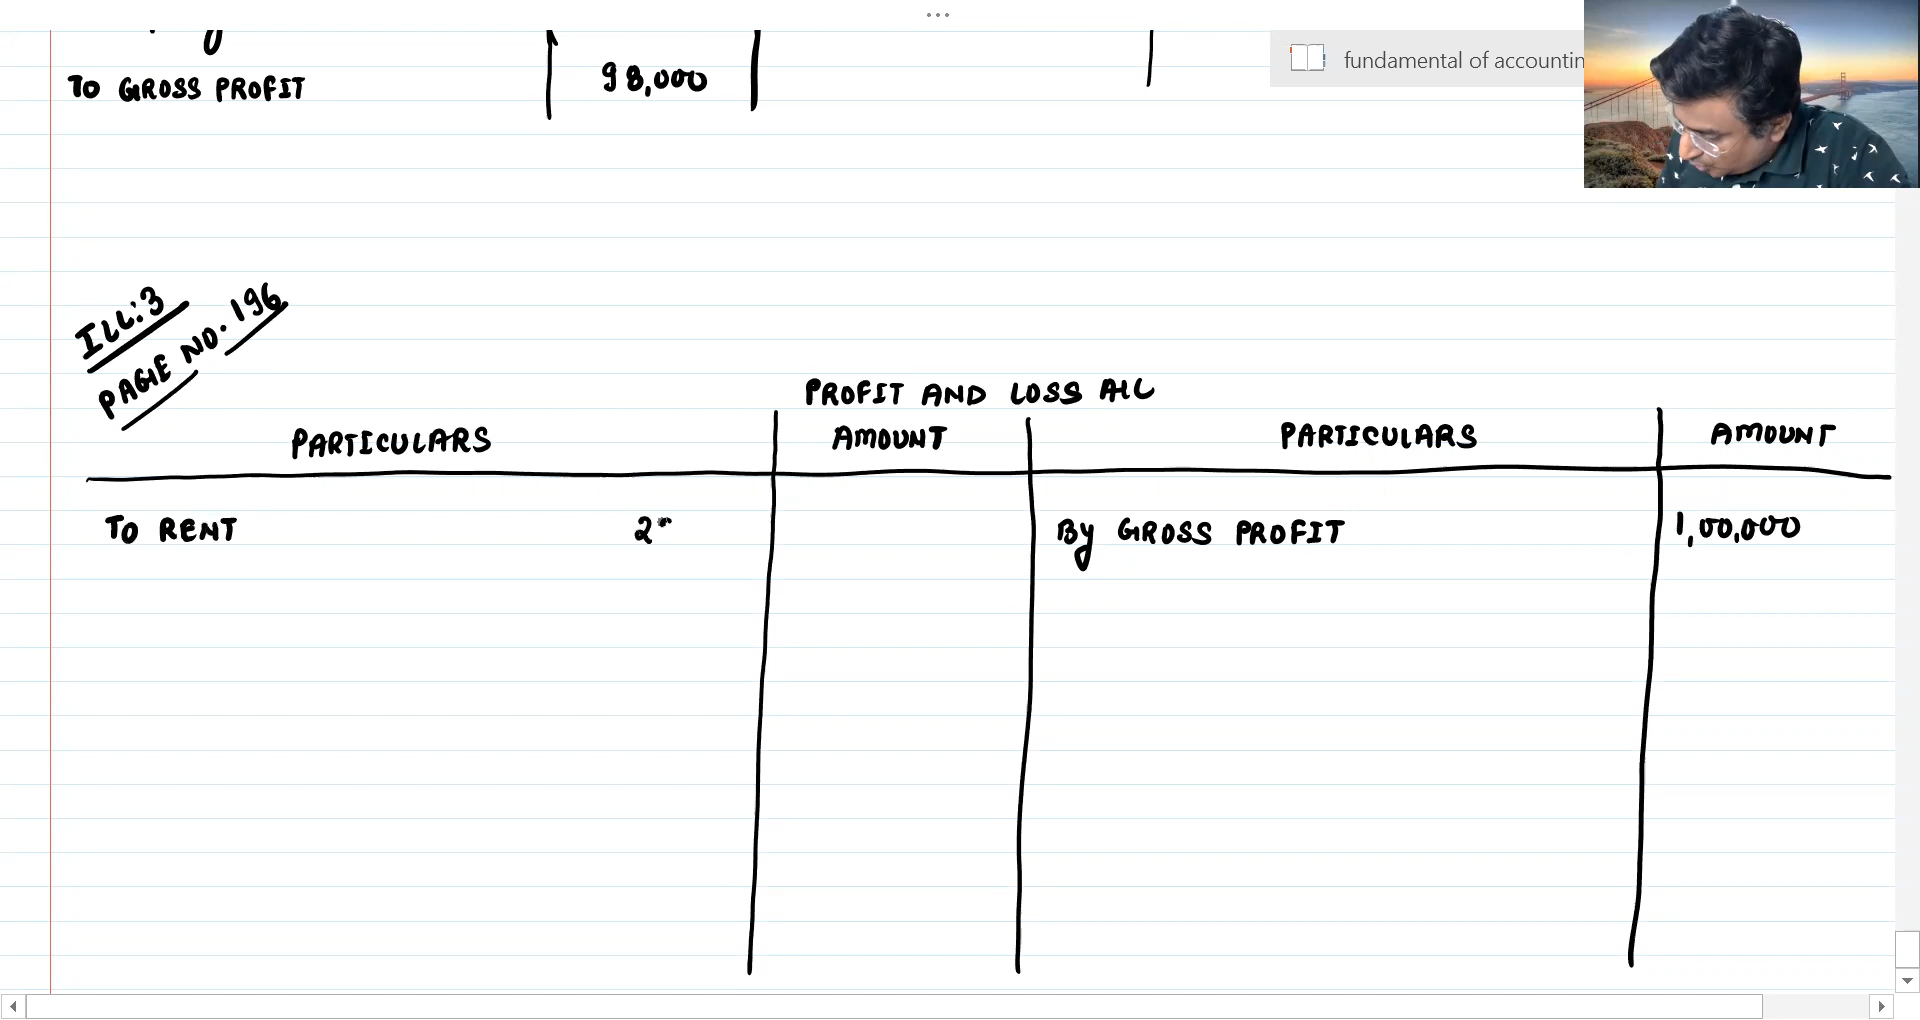 TO GROSS PROFIT 98,000
fundamental of accountin
ILL:3
PAGE NO. 196
PROFIT AND LOSS A/C
PARTICULARS AMOUNT PARTICULARS AMOUNT
TO RENT 2 By GROSS PROFIT 1,00,000